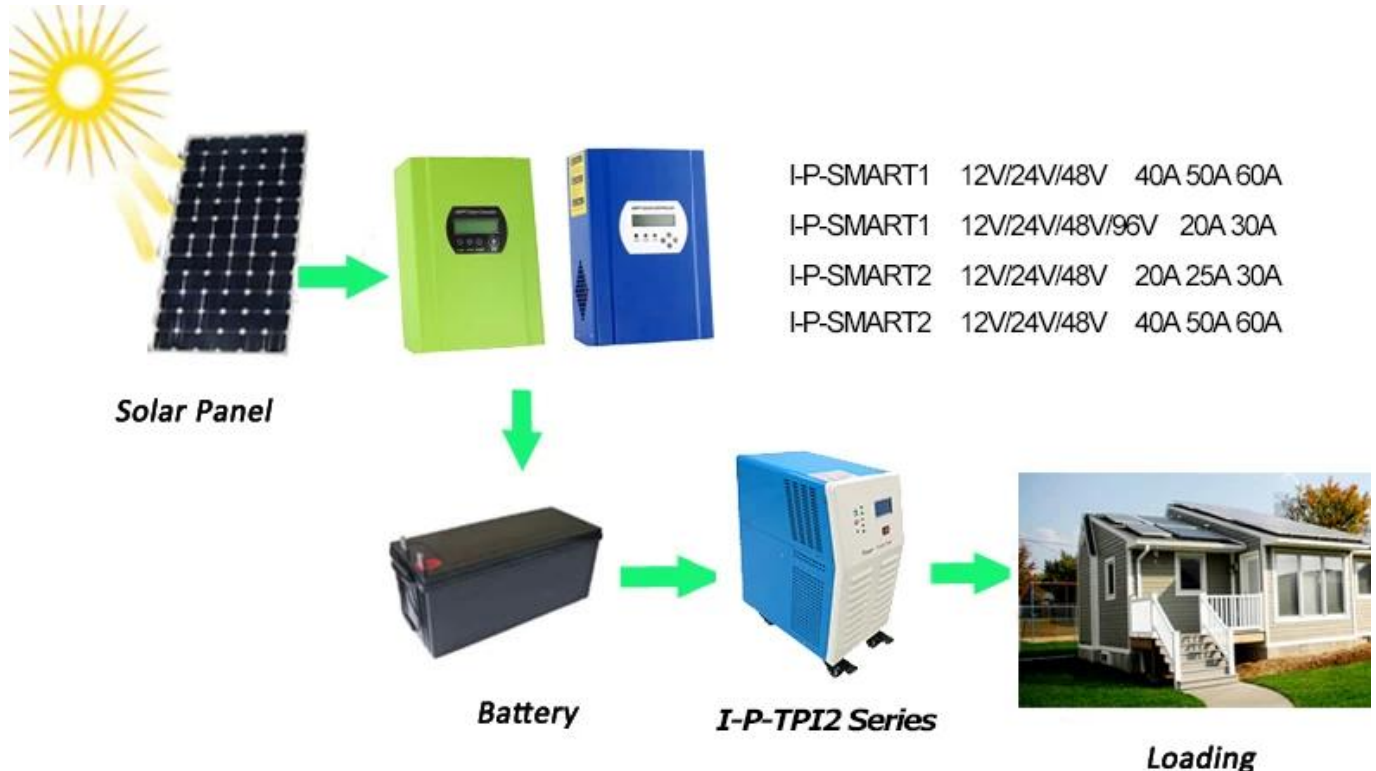 I-P-SMART1 12V/24V/48V 40A 50A 60A
I-P-SMART1 12V/24V/48V/96V 20A 30A
I-P-SMART2 12V/24V/48V 20A 25A 30A
I-P-SMART2 12V/24V/48V 40A 50A 60A
Solar Panel
Battery
I-P-TPI2 Series
Loading